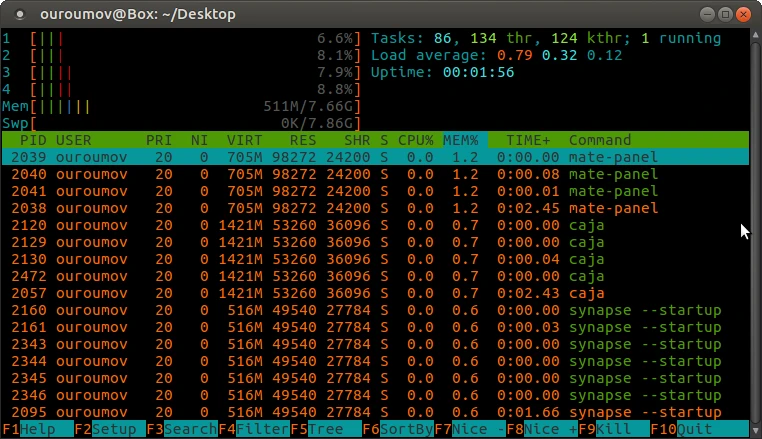 ouroumov@Box: ~/Desktop
1 [||| 6.6%] Tasks: 86, 134 thr, 124 kthr; 1 running
2 [||| 8.1%] Load average: 0.79 0.32 0.12
3 [|||| 7.9%] Uptime: 00:01:56
4 [|||| 8.8%]
Mem[|||||| 511M/7.66G]
Swp[ 0K/7.86G]
PID USER PRI NI VIRT RES SHR S CPU% MEM% TIME+ Command
2039 ouroumov 20 0 705M 98272 24200 S 0.0 1.2 0:00.00 mate-panel
2040 ouroumov 20 0 705M 98272 24200 S 0.0 1.2 0:00.08 mate-panel
2041 ouroumov 20 0 705M 98272 24200 S 0.0 1.2 0:00.01 mate-panel
2038 ouroumov 20 0 705M 98272 24200 S 0.0 1.2 0:02.45 mate-panel
2120 ouroumov 20 0 1421M 53260 36096 S 0.0 0.7 0:00.00 caja
2129 ouroumov 20 0 1421M 53260 36096 S 0.0 0.7 0:00.00 caja
2130 ouroumov 20 0 1421M 53260 36096 S 0.0 0.7 0:00.04 caja
2472 ouroumov 20 0 1421M 53260 36096 S 0.0 0.7 0:00.00 caja
2057 ouroumov 20 0 1421M 53260 36096 S 0.0 0.7 0:02.43 caja
2160 ouroumov 20 0 516M 49540 27784 S 0.0 0.6 0:00.00 synapse --startup
2161 ouroumov 20 0 516M 49540 27784 S 0.0 0.6 0:00.03 synapse --startup
2343 ouroumov 20 0 516M 49540 27784 S 0.0 0.6 0:00.00 synapse --startup
2344 ouroumov 20 0 516M 49540 27784 S 0.0 0.6 0:00.00 synapse --startup
2345 ouroumov 20 0 516M 49540 27784 S 0.0 0.6 0:00.00 synapse --startup
2346 ouroumov 20 0 516M 49540 27784 S 0.0 0.6 0:00.00 synapse --startup
2095 ouroumov 20 0 516M 49540 27784 S 0.0 0.6 0:01.66 synapse --startup
F1Help F2Setup F3SearchF4FilterF5Tree F6SortByF7Nice -F8Nice +F9Kill F10Quit